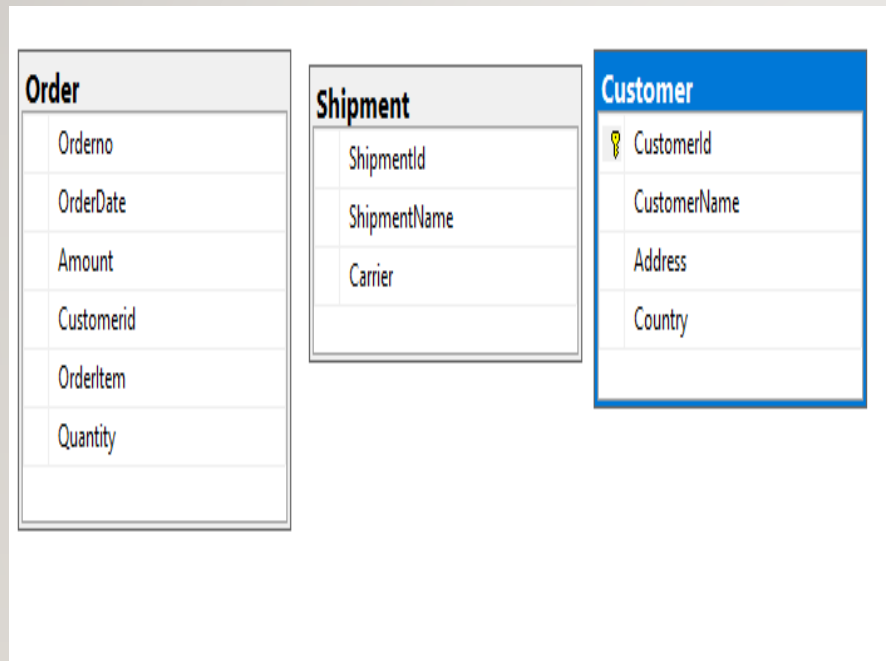 Order
Orderno
OrderDate
Amount
Customerid
OrderItem
Quantity
Shipment
ShipmentId
ShipmentName
Carrier
Customer
CustomerId
CustomerName
Address
Country